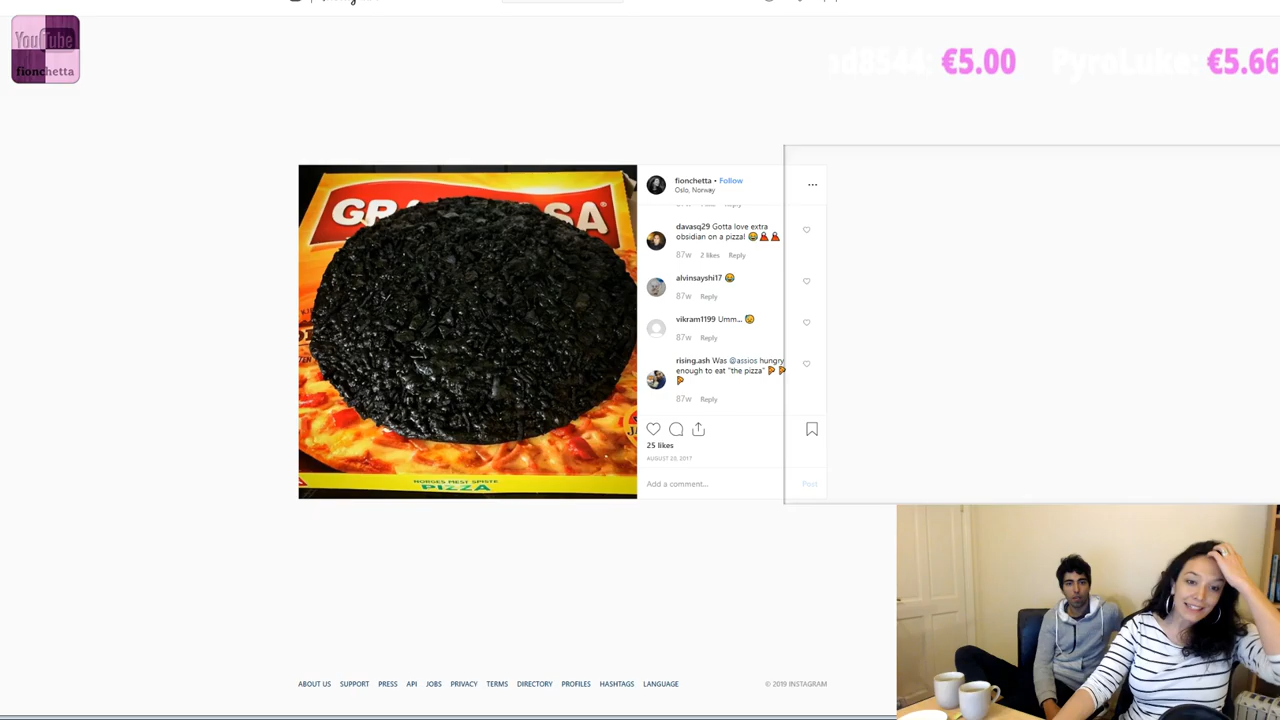 YouTube
fionchetta
€5.00 PyroLuke: €5.66
fionchetta • Follow
Oslo, Norway
Reply
davasq29 Gotta love extra
obsidian on a pizza! 😂
87w 2 likes Reply
alvinsayshi17 😂
87w Reply
vikram1199 Umm... 😥
87w Reply
rising.ash Was @assios hungry
enough to eat "the pizza" 🍕 🍕
🍕
87w Reply
25 likes
AUGUST 20, 2017
Add a comment...
Post
NORGES MEST SPISTE
PIZZA
ABOUT US SUPPORT PRESS API JOBS PRIVACY TERMS DIRECTORY PROFILES HASHTAGS LANGUAGE
© 2019 INSTAGRAM